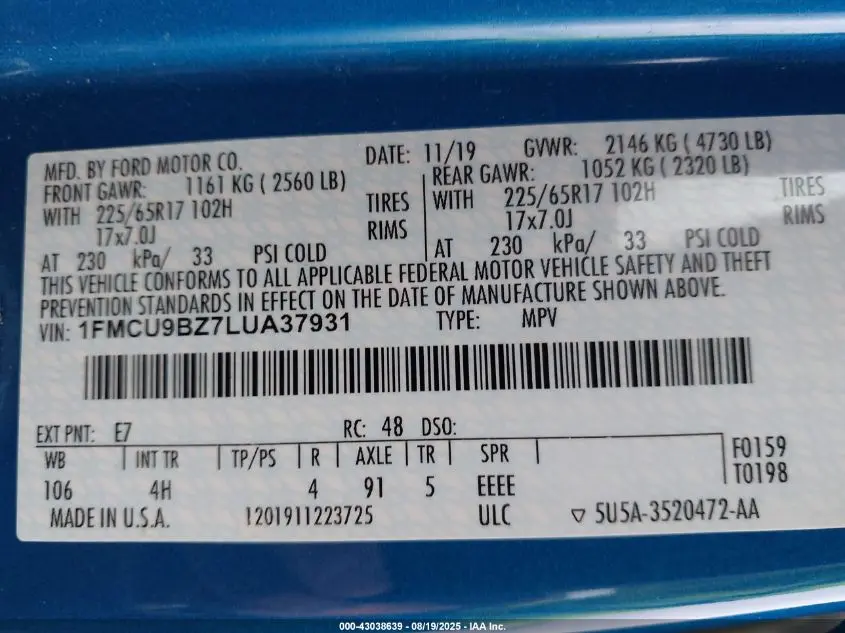 MFD. BY FORD MOTOR CO. DATE: 11/19 GVWR: 2146 KG ( 4730 LB)
FRONT GAWR: 1161 KG ( 2560 LB) REAR GAWR: 1052 KG ( 2320 LB)
WITH 225/65R17 102H TIRES WITH 225/65R17 102H TIRES
17x7.0J RIMS 17x7.0J RIMS
AT 230 kPa/ 33 PSI COLD AT 230 kPa/ 33 PSI COLD
THIS VEHICLE CONFORMS TO ALL APPLICABLE FEDERAL MOTOR VEHICLE SAFETY AND THEFT
PREVENTION STANDARDS IN EFFECT ON THE DATE OF MANUFACTURE SHOWN ABOVE.
VIN: 1FMCU9BZ7LUA37931 TYPE: MPV
EXT PNT: E7 RC: 48 DSO:
WB INT TR TP/PS R AXLE TR SPR F0159
106 4H 4 91 5 EEEE T0198
MADE IN U.S.A. 1201911223725 ULC ▽ 5U5A-3520472-AA
000-43038639 - 08/19/2025 - IAA Inc.